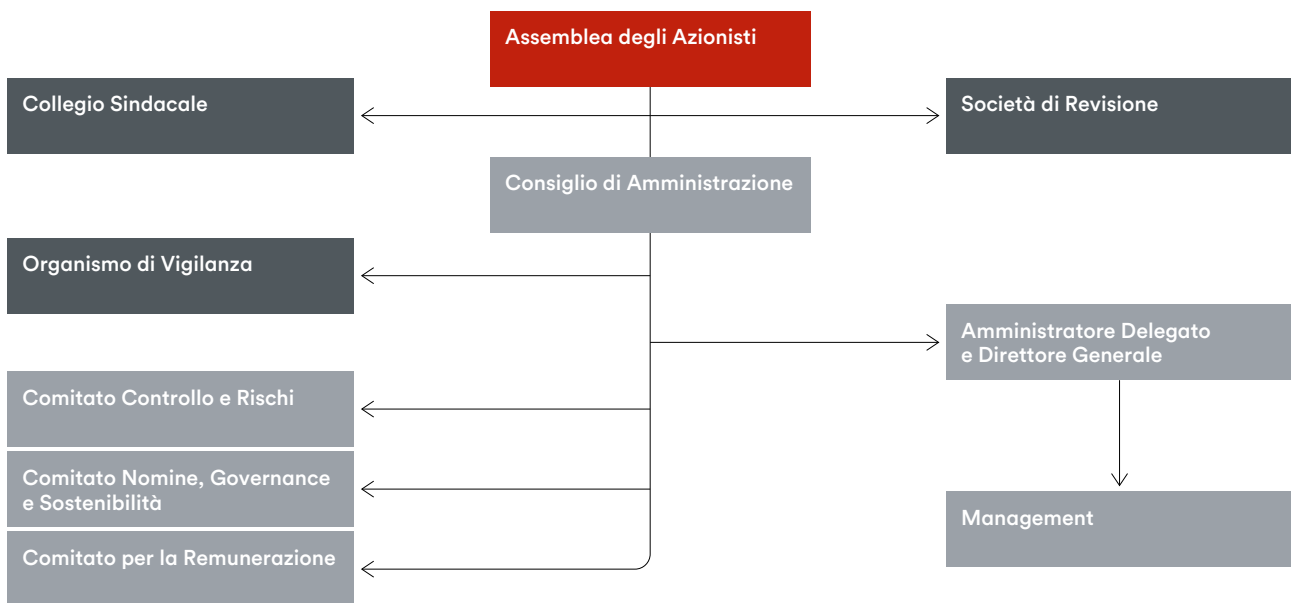 Assemblea degli Azionisti
Collegio Sindacale
Società di Revisione
Consiglio di Amministrazione
Organismo di Vigilanza
Amministratore Delegato
e Direttore Generale
Comitato Controllo e Rischi
Comitato Nomine, Governance
e Sostenibilità
Management
Comitato per la Remunerazione